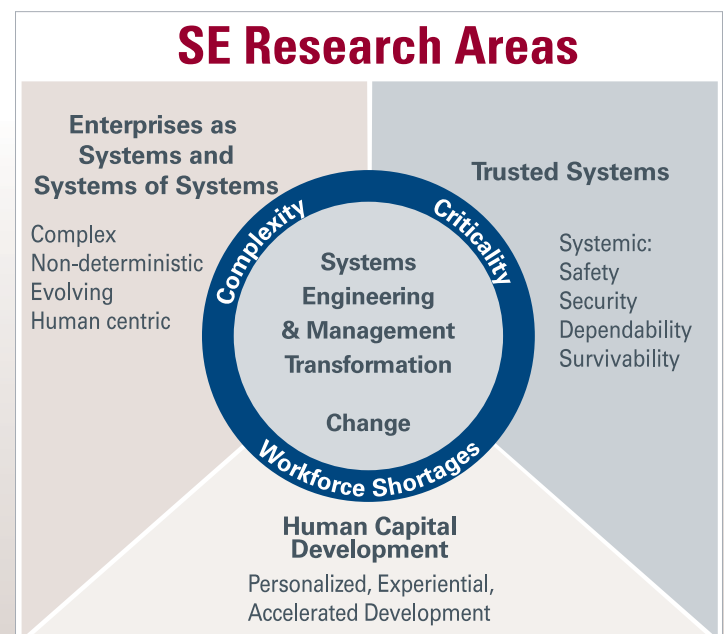 SE Research Areas
Enterprises as
Systems and
Systems of Systems
Complex
Non-deterministic
Evolving
Human centric
Trusted Systems
Systemic:
Safety
Security
Dependability
Survivability
Complexity
Criticality
Workforce Shortages
Systems
Engineering
& Management
Transformation
Change
Human Capital
Development
Personalized, Experiential,
Accelerated Development